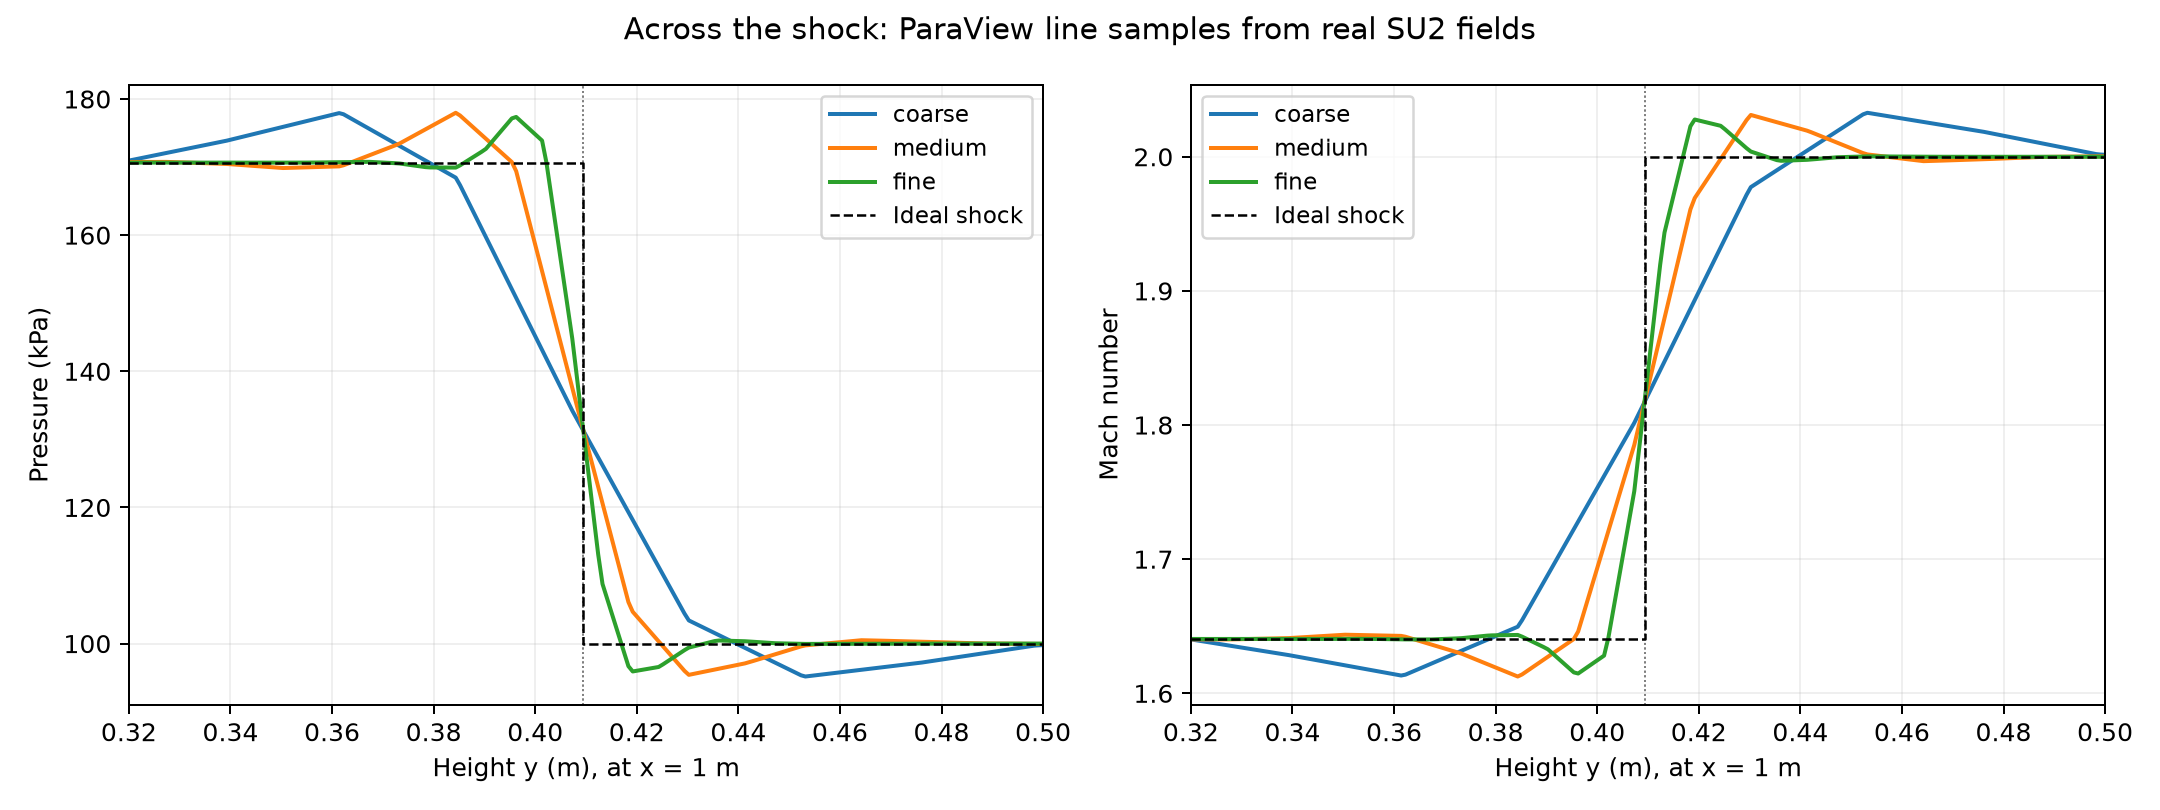 Across the shock: ParaView line samples from real SU2 fields
180
160
140
120
100
Pressure (kPa)
coarse
medium
fine
Ideal shock
0.32 0.34 0.36 0.38 0.40 0.42 0.44 0.46 0.48 0.50
Height y (m), at x = 1 m
2.0
1.9
1.8
1.7
1.6
Mach number
coarse
medium
fine
Ideal shock
0.32 0.34 0.36 0.38 0.40 0.42 0.44 0.46 0.48 0.50
Height y (m), at x = 1 m